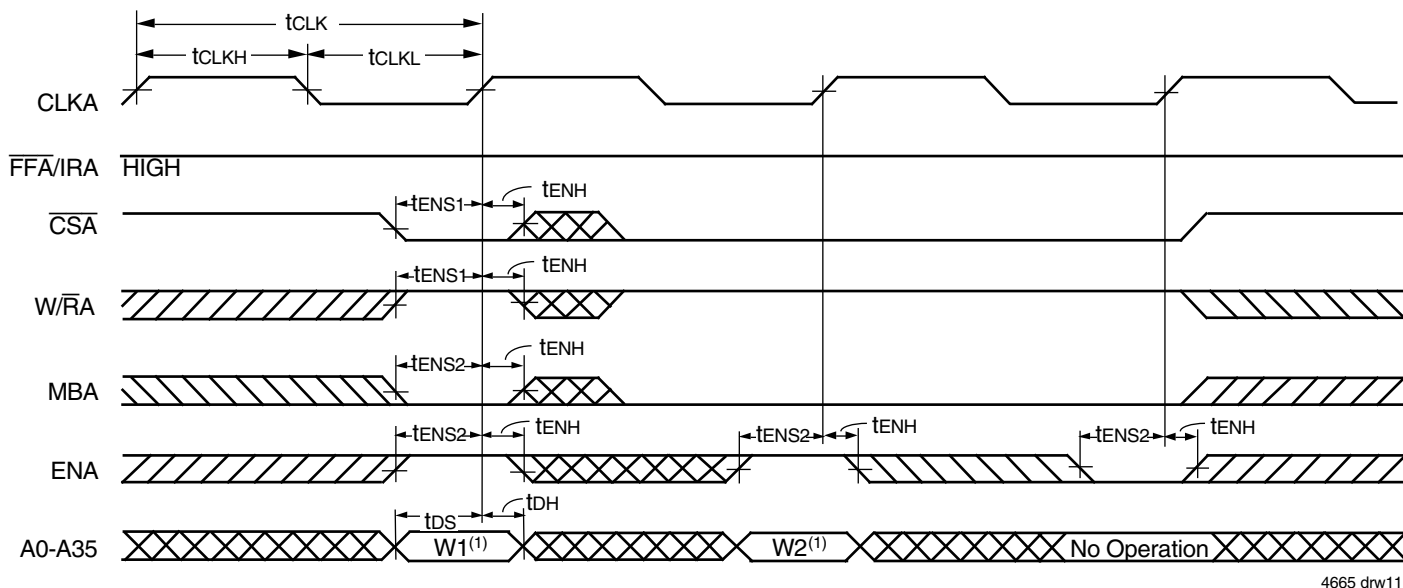 tCLK
tCLKH
tCLKL
CLKA
FFA/IRA HIGH
tENS1
tENH
CSA
tENS1
tENH
W/RA
tENS2
tENH
MBA
tENS2
tENH
tENS2
tENH
tENS2
tENH
ENA
tDS
tDH
A0-A35
W1(1)
W2(1)
No Operation
4665 drw11